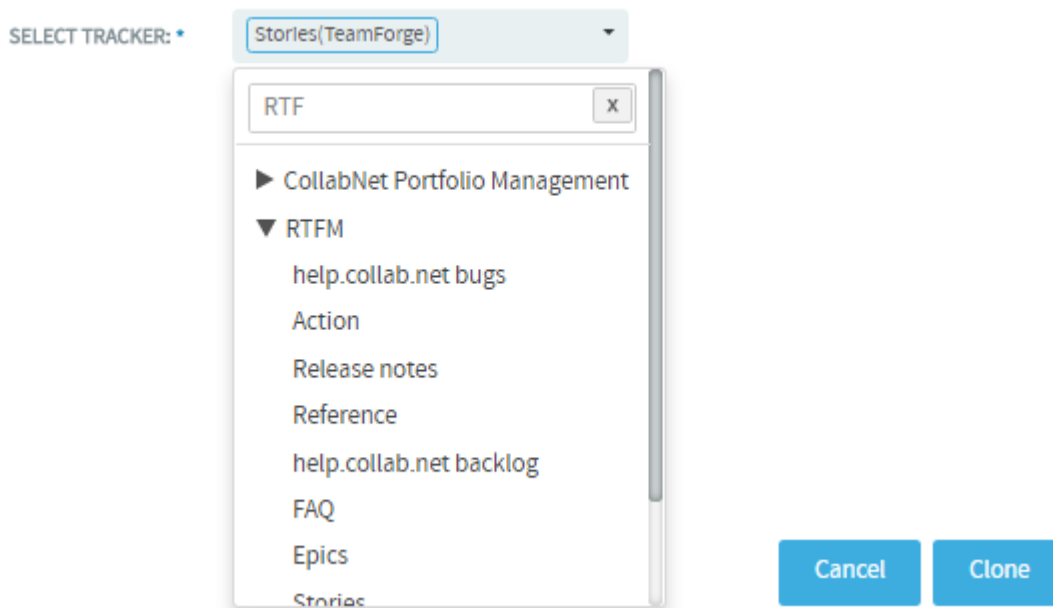 SELECT TRACKER: *
Stories(TeamForge)
RTF
X
CollabNet Portfolio Management
RTFM
help.collab.net bugs
Action
Release notes
Reference
help.collab.net backlog
FAQ
Epics
Stories
Cancel
Clone